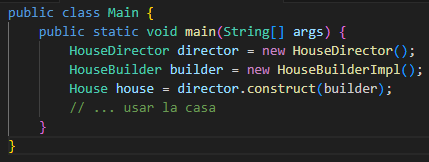 public class Main {
    public static void main(String[] args) {
        HouseDirector director = new HouseDirector();
        HouseBuilder builder = new HouseBuilderImpl();
        House house = director.construct(builder);
        // ... usar la casa
    }
}